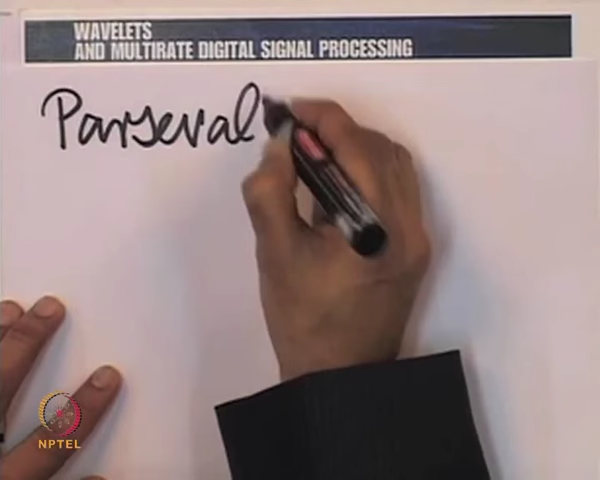 WAVELETS
AND MULTIRATE DIGITAL SIGNAL PROCESSING
Parseval
NPTEL